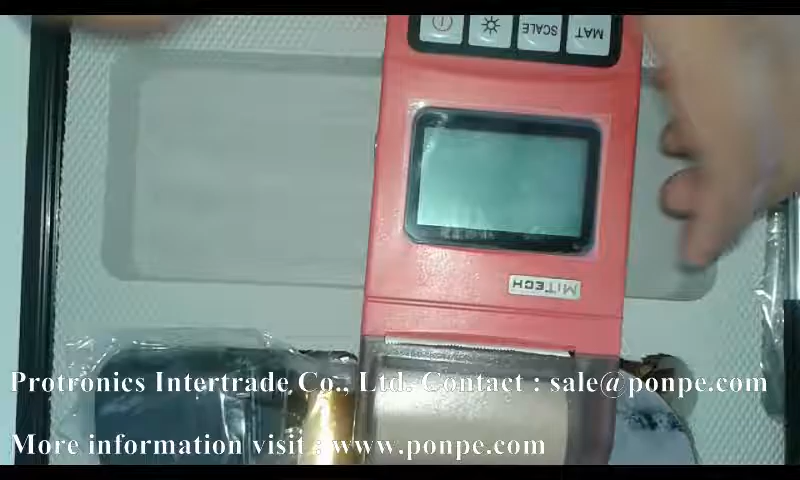 MAT SCALE
MITECH
Protronics Intertrade Co., Ltd. Contact : sale@ponpe.com
More information visit : www.ponpe.com